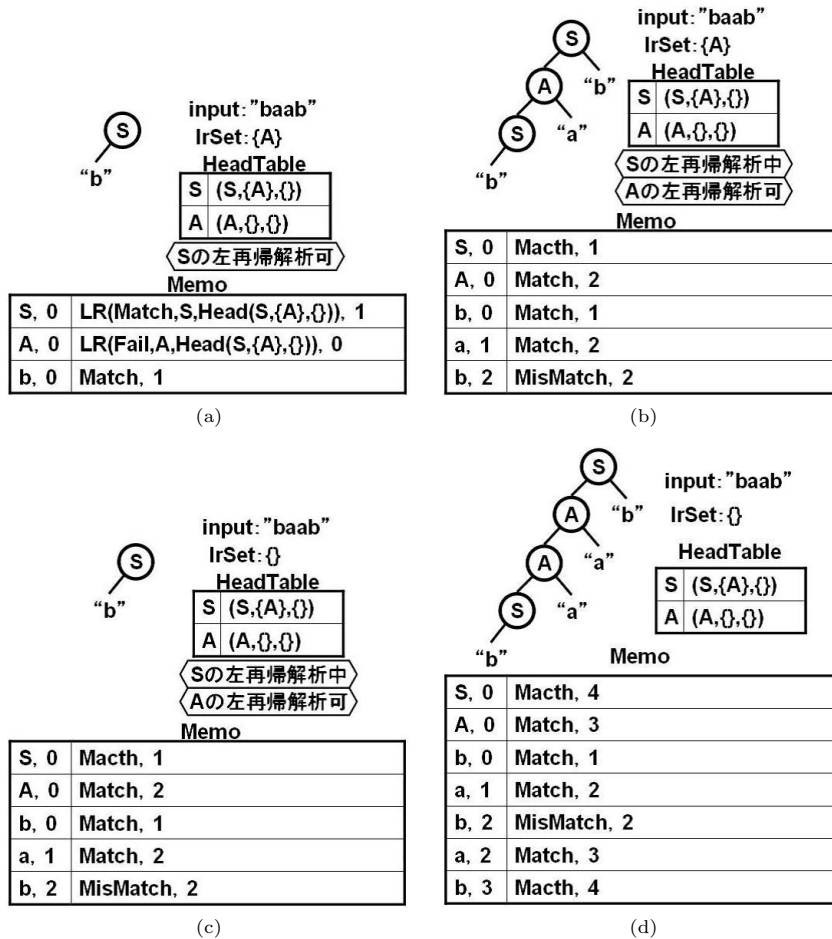 S
“b”
input:”baab”
lrSet:{A}
HeadTable
S (S,{A},{})
A (A,{},{})
Sの左再帰解析可
Memo
S, 0 LR(Match,S,Head(S,{A},{})), 1
A, 0 LR(Fail,A,Head(S,{A},{})), 0
b, 0 Match, 1
(a)
S
A “b”
S “a”
“b”
input:”baab”
lrSet:{A}
HeadTable
S (S,{A},{})
A (A,{},{})
Sの左再帰解析中
Aの左再帰解析可
Memo
S, 0 Macth, 1
A, 0 Match, 2
b, 0 Match, 1
a, 1 Match, 2
b, 2 MisMatch, 2
(b)
S
“b”
input:”baab”
lrSet:{}
HeadTable
S (S,{A},{})
A (A,{},{})
Sの左再帰解析中
Aの左再帰解析可
Memo
S, 0 Macth, 1
A, 0 Match, 2
b, 0 Match, 1
a, 1 Match, 2
b, 2 MisMatch, 2
(c)
S
A “b”
A “a”
S “a”
“b”
input:”baab”
lrSet:{}
HeadTable
S (S,{A},{})
A (A,{},{})
Memo
S, 0 Macth, 4
A, 0 Match, 3
b, 0 Match, 1
a, 1 Match, 2
b, 2 MisMatch, 2
a, 2 Match, 3
b, 3 Macth, 4
(d)